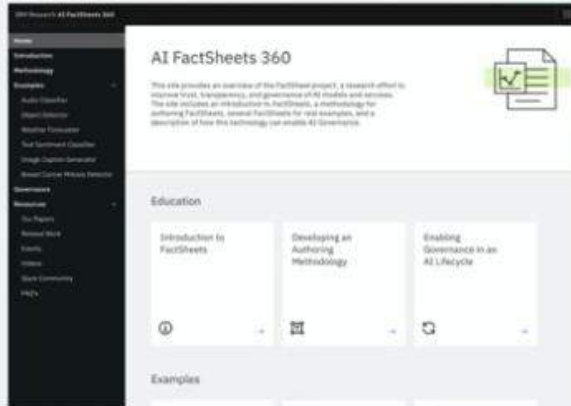 IBM Research AI FactSheets 360
Home
Introduction
Methodology
Examples
Audio Classifier
Object Detector
Weather Forecaster
Text Sentiment Classifier
Image Caption Generator
Breast Cancer Mitosis Detector
Governance
Resources
Our Papers
Related Work
Events
Videos
Slack Community
FAQ's
AI FactSheets 360
This site provides an overview of the FactSheet project, a research effort to
improve trust, transparency, and governance of AI models and services.
The site includes an introduction to FactSheets, a methodology for
authoring FactSheets, several FactSheets for real examples, and a
description of how this technology can enable AI Governance.
Education
Introduction to
FactSheets
Developing an
Authoring
Methodology
Enabling
Governance in an
AI Lifecycle
Examples